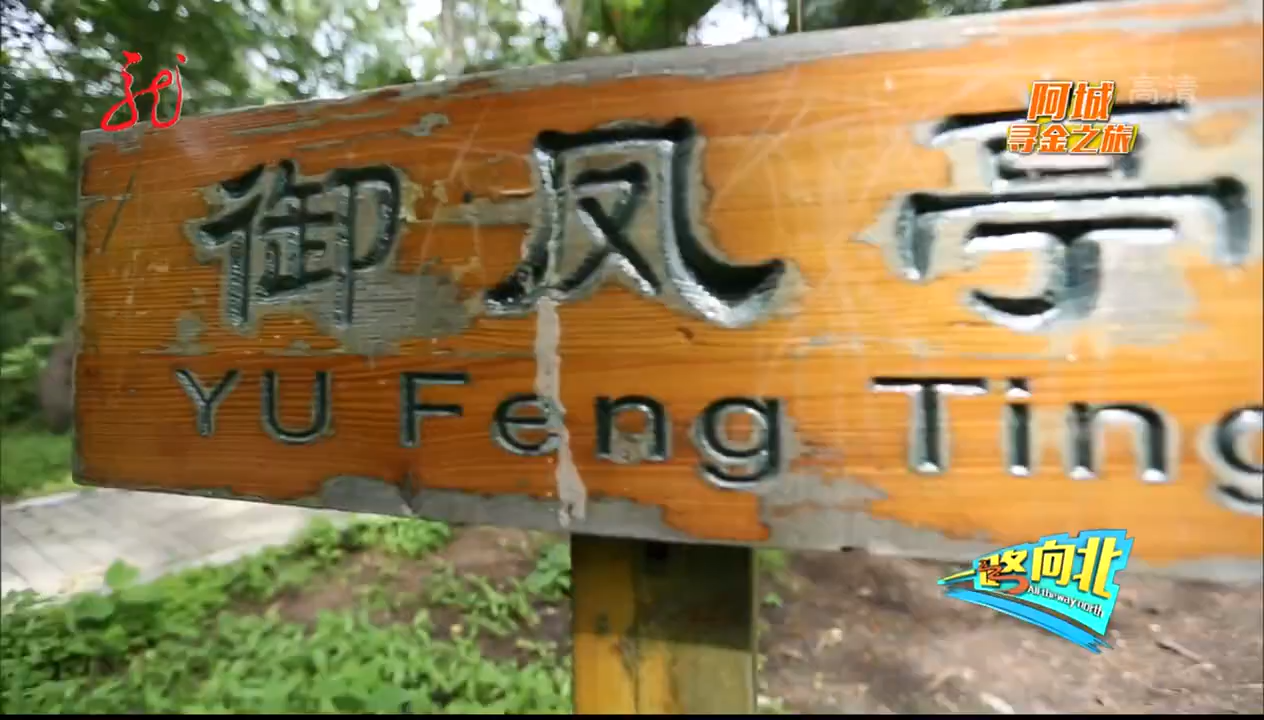 龙
阿城 高清
寻金之旅
御风亭
YU Feng Ting
一路向北
All the way north